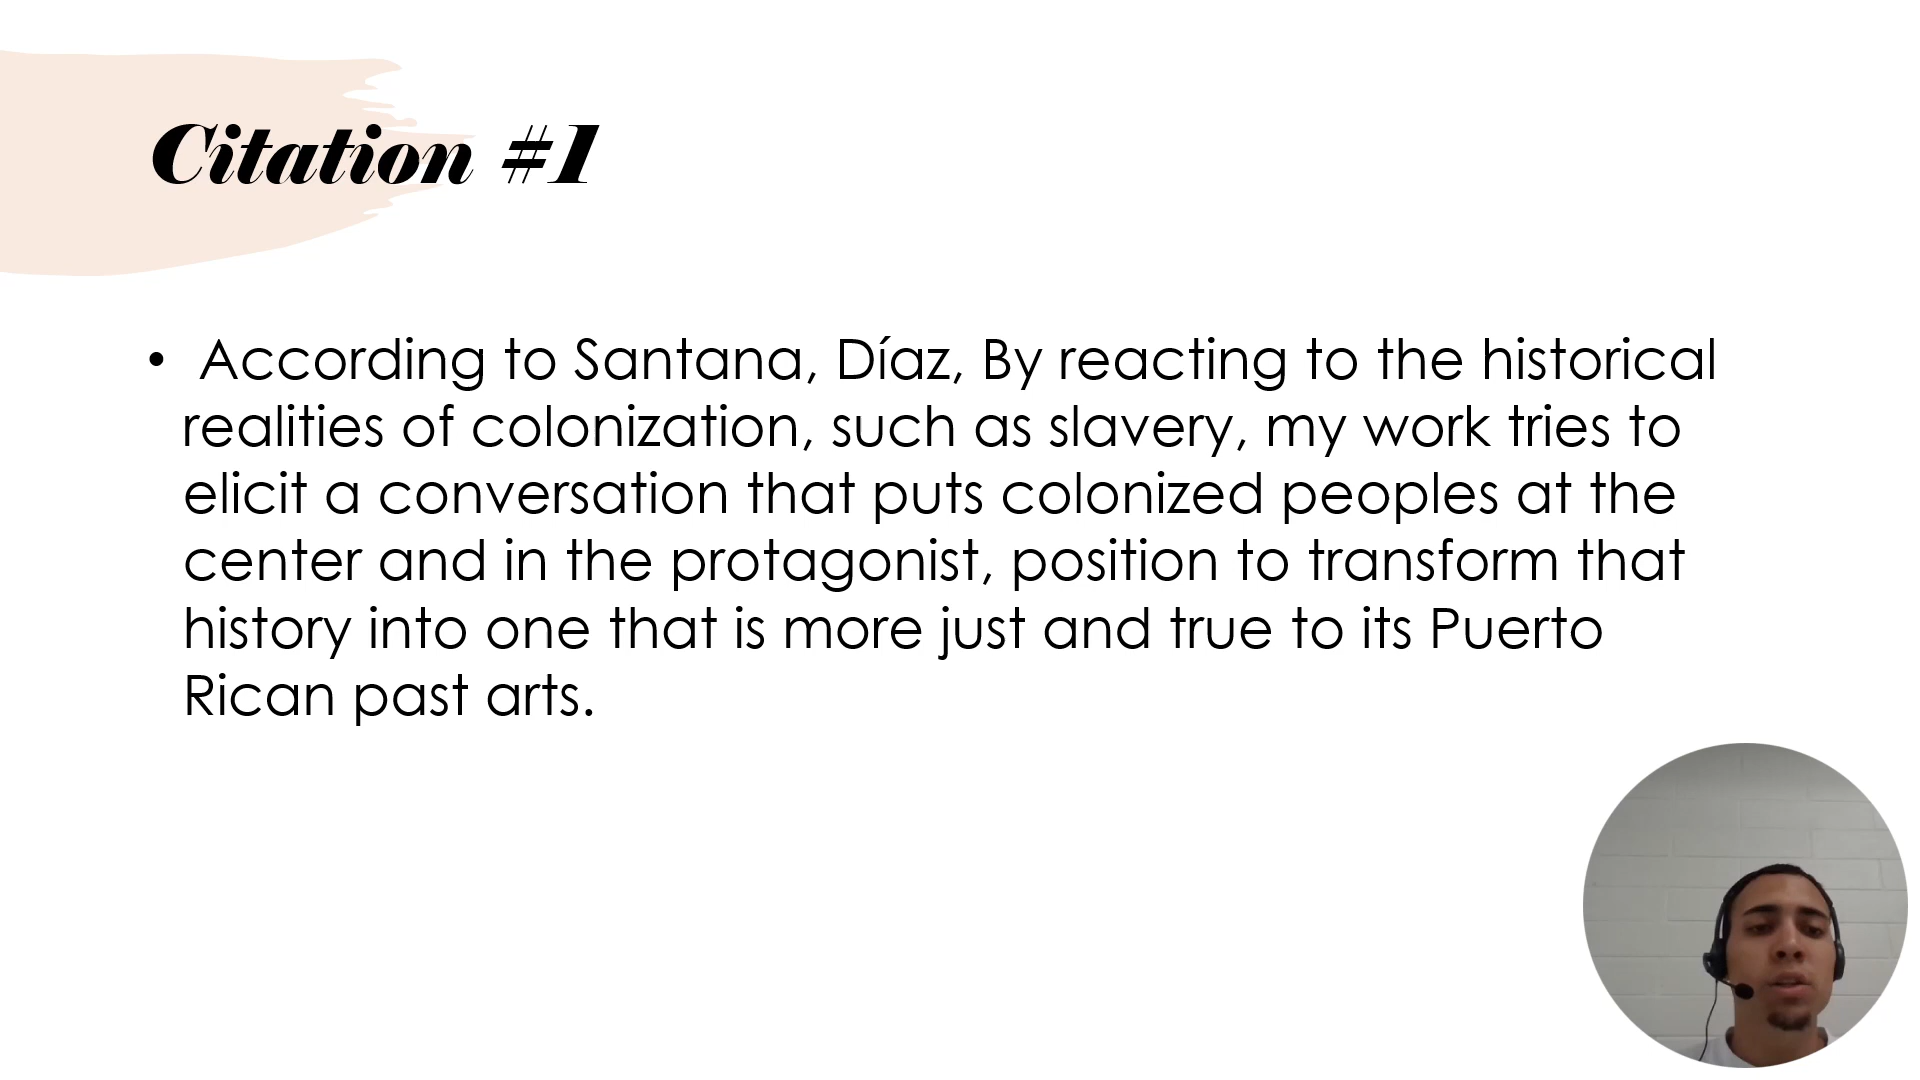 Citation #1
• According to Santana, Díaz, By reacting to the historical
realities of colonization, such as slavery, my work tries to
elicit a conversation that puts colonized peoples at the
center and in the protagonist, position to transform that
history into one that is more just and true to its Puerto
Rican past arts.